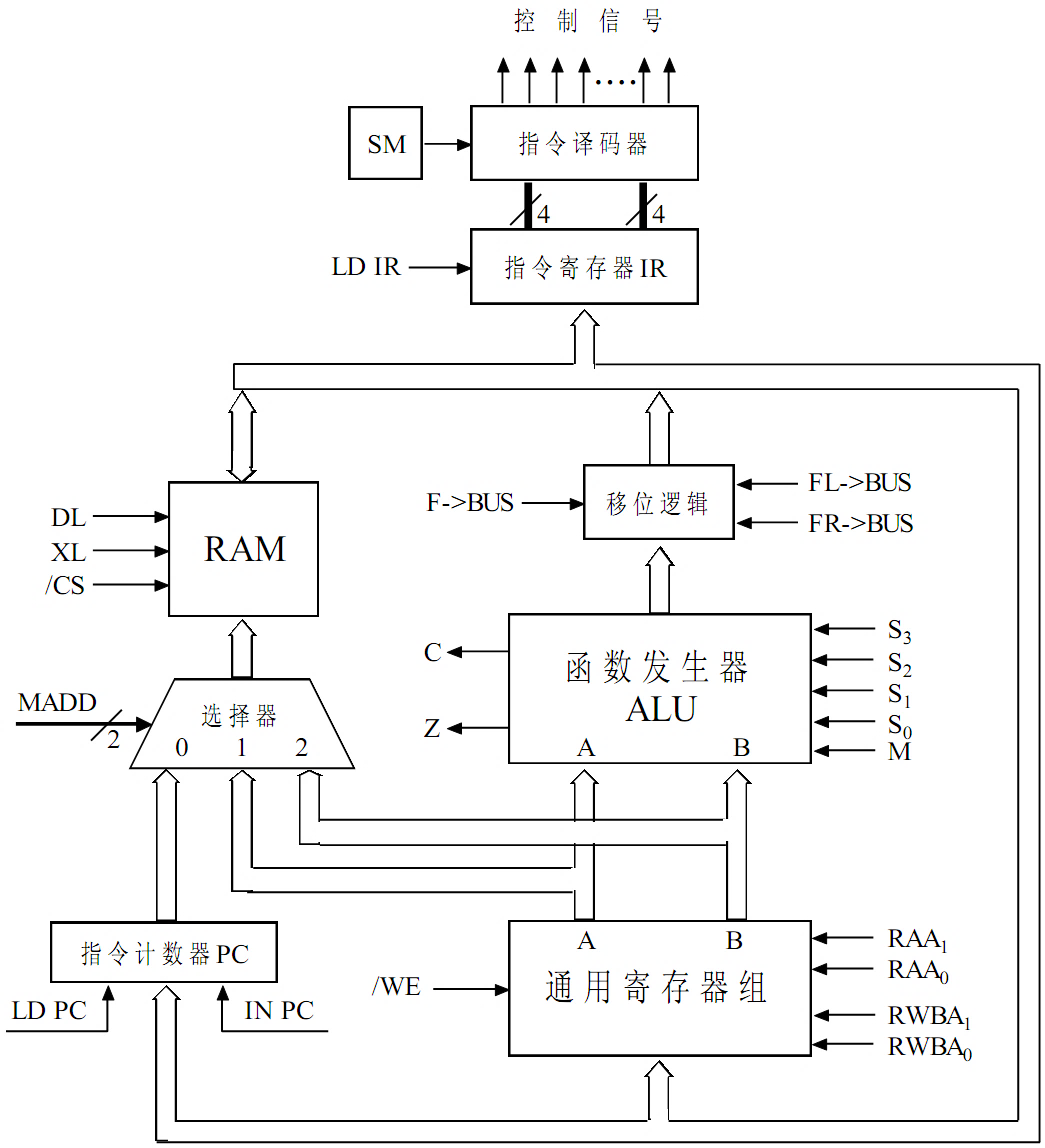 控制信号
SM
指令译码器
4
4
LD IR
指令寄存器IR
F->BUS
移位逻辑
FL->BUS
FR->BUS
DL
XL
/CS
RAM
C
Z
函数发生器
ALU
A
B
S3
S2
S1
S0
M
MADD
2
选择器
0
1
2
指令计数器PC
LD PC
IN PC
/WE
A
B
通用寄存器组
RAA1
RAA0
RWBA1
RWBA0